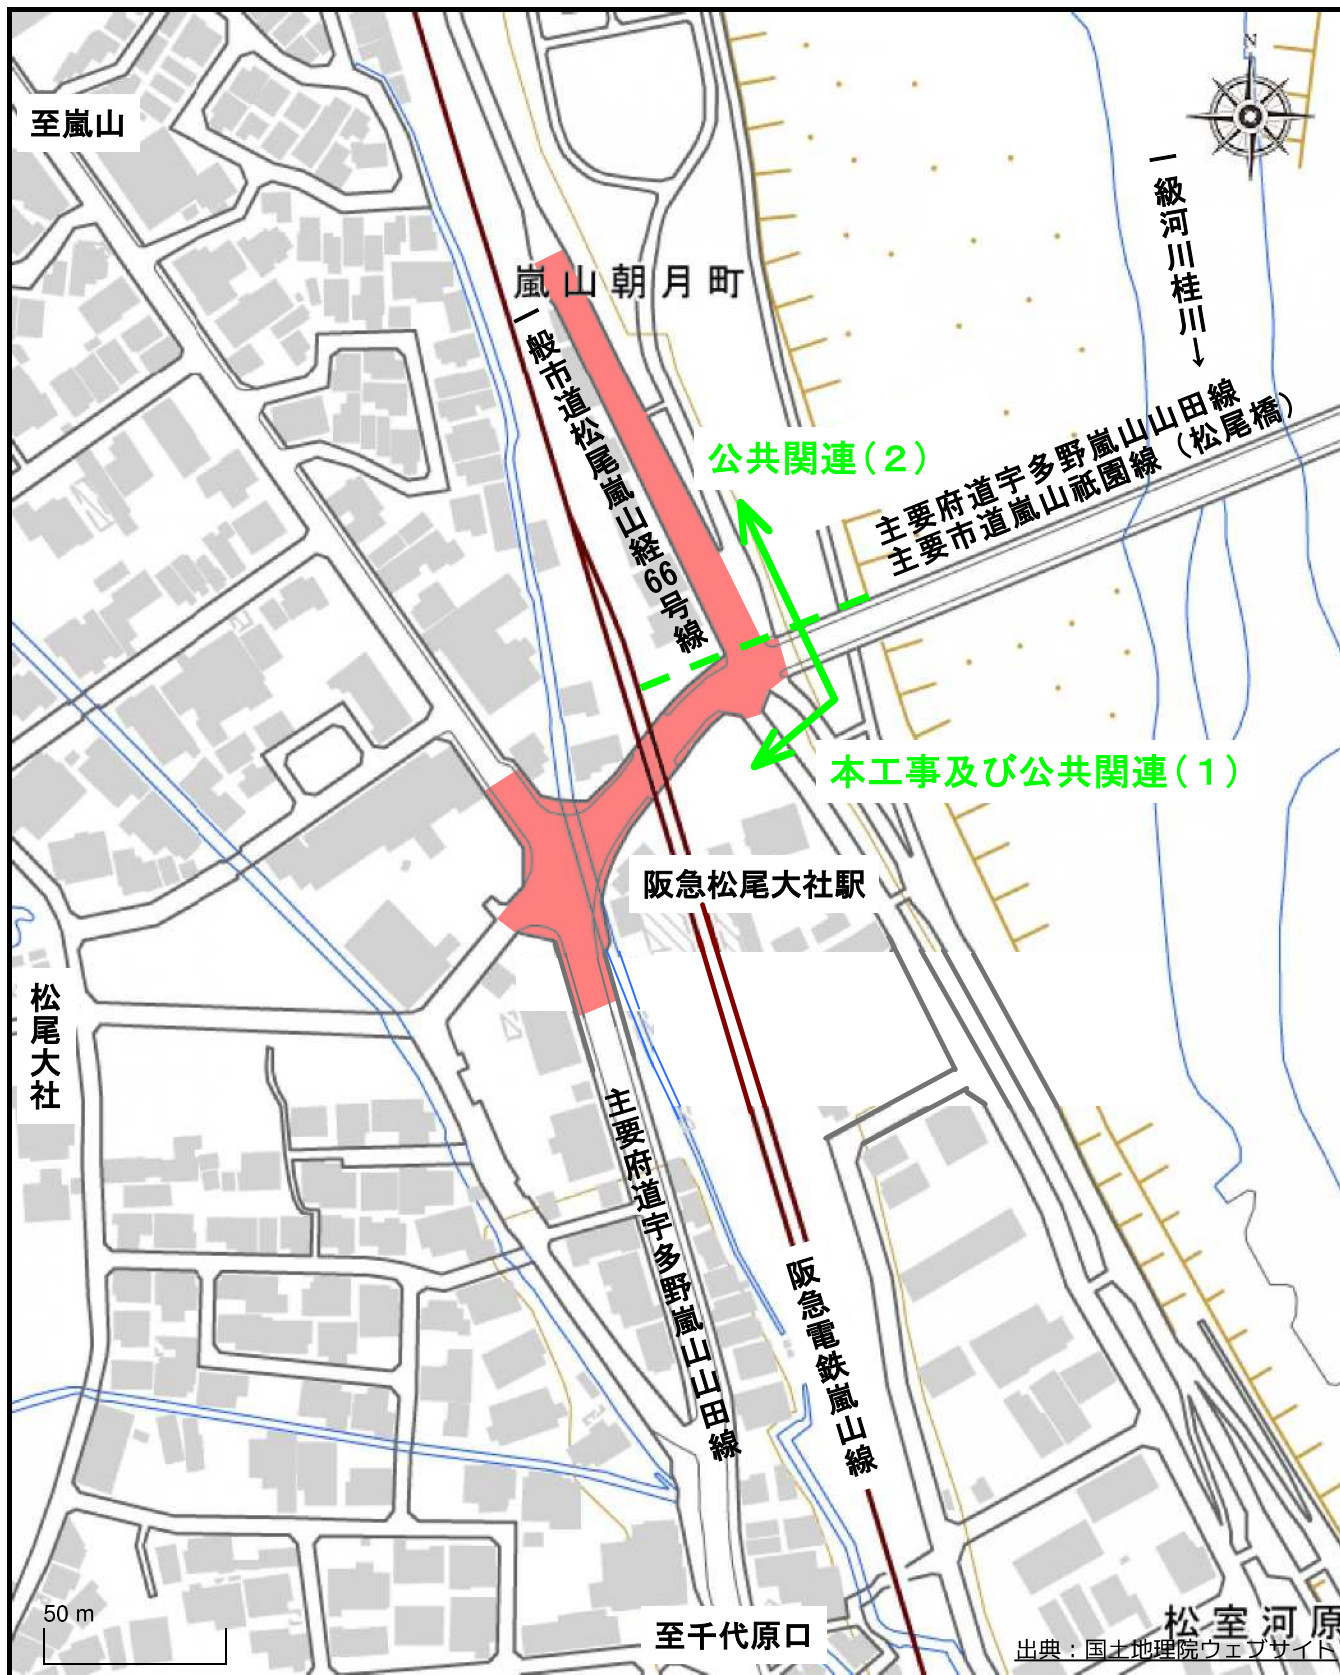 N
至嵐山
一級河川桂川→
嵐山朝月町
一般市道松尾嵐山経66号線
主要府道宇多野嵐山山田線
主要市道嵐山祇園線（松尾橋）
公共関連（２）
本工事及び公共関連（１）
阪急松尾大社駅
松尾大社
主要府道宇多野嵐山山田線
阪急電鉄嵐山線
50 m
至千代原口
松室河原
出典：国土地理院ウェブサイト